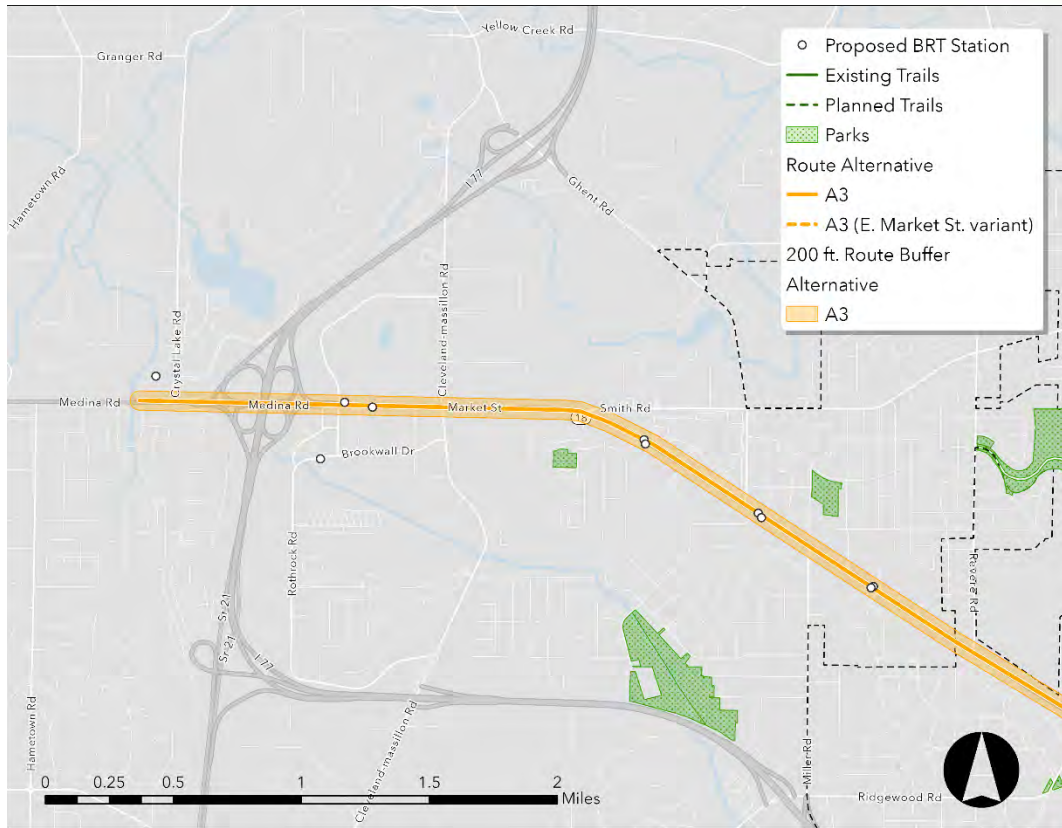 Yellow Creek Rd
Granger Rd
Proposed BRT Station
Existing Trails
Planned Trails
Parks
Route Alternative
A3
A3 (E. Market St. variant)
200 ft. Route Buffer
Alternative
A3
Hametown Rd
I 77
Ghent Rd
Cleveland-massillon Rd
Crystal Lake Rd
Medina Rd
Medina Rd
Market St
Smith Rd
18
Brookwall Dr
Rothrock Rd
Revere Rd
Sr 21
Sr 21
I 77
Hametown Rd
Cleveland-massillon Rd
Miller Rd
Ridgewood Rd
0 0.25 0.5 1 1.5 2
Miles